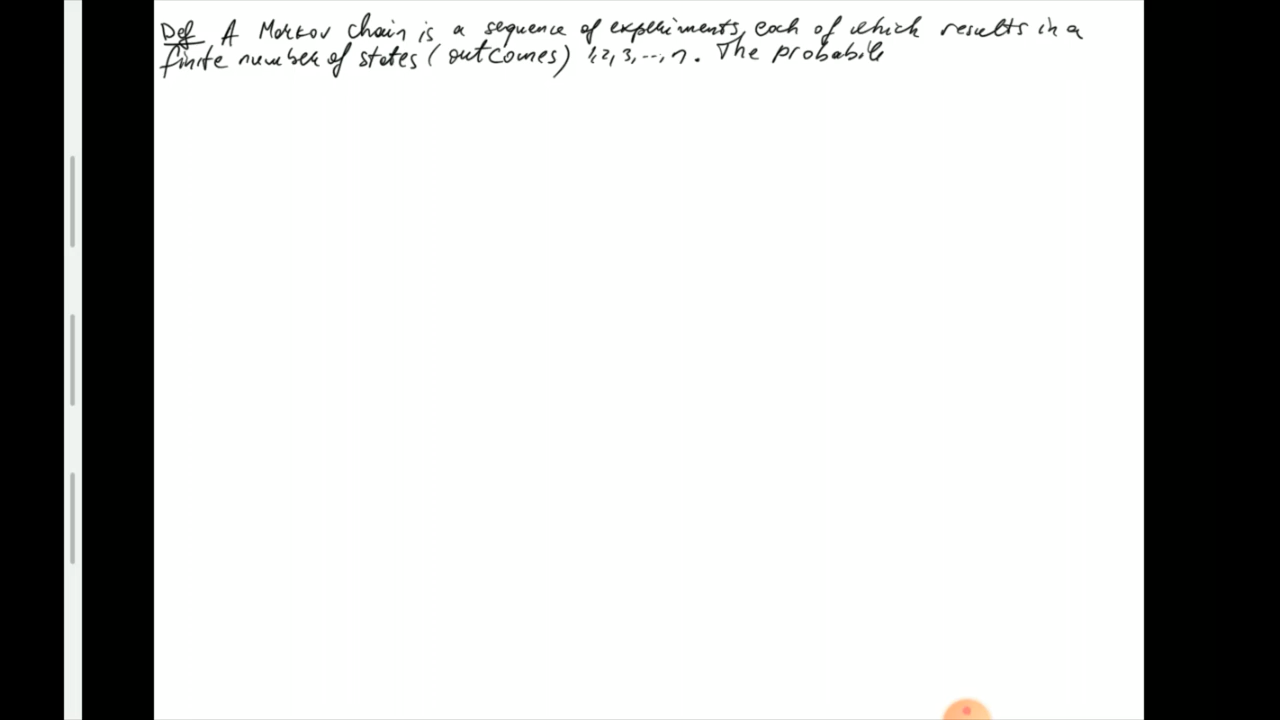 Def A Markov chain is a sequence of experiments, each of which results in a
finite number of states (outcomes) 1,2,3,...,n. The probabili